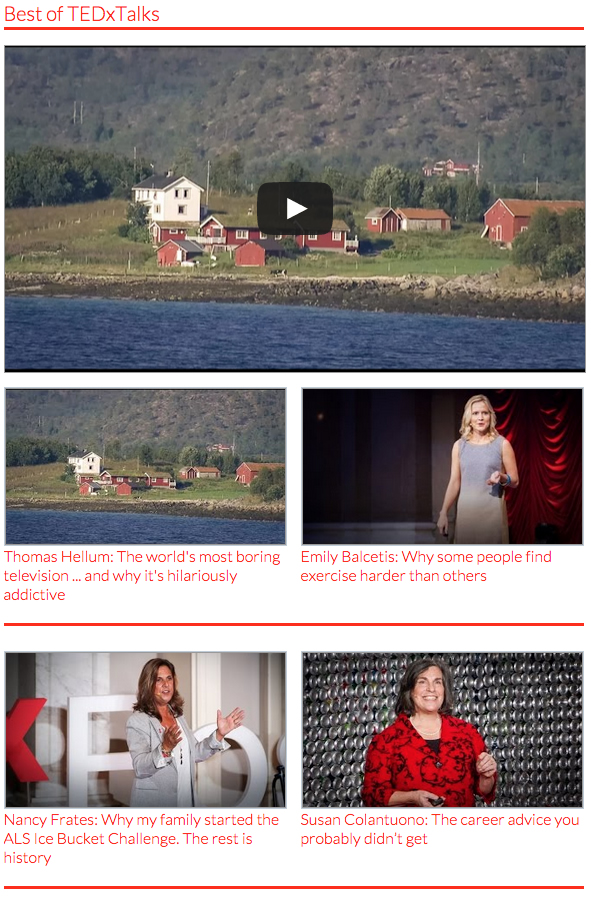 Best of TEDxTalks
Thomas Hellum: The world's most boring
television ... and why it's hilariously
addictive
Emily Balcetis: Why some people find
exercise harder than others
Nancy Frates: Why my family started the
ALS Ice Bucket Challenge. The rest is
history
Susan Colantuono: The career advice you
probably didn't get